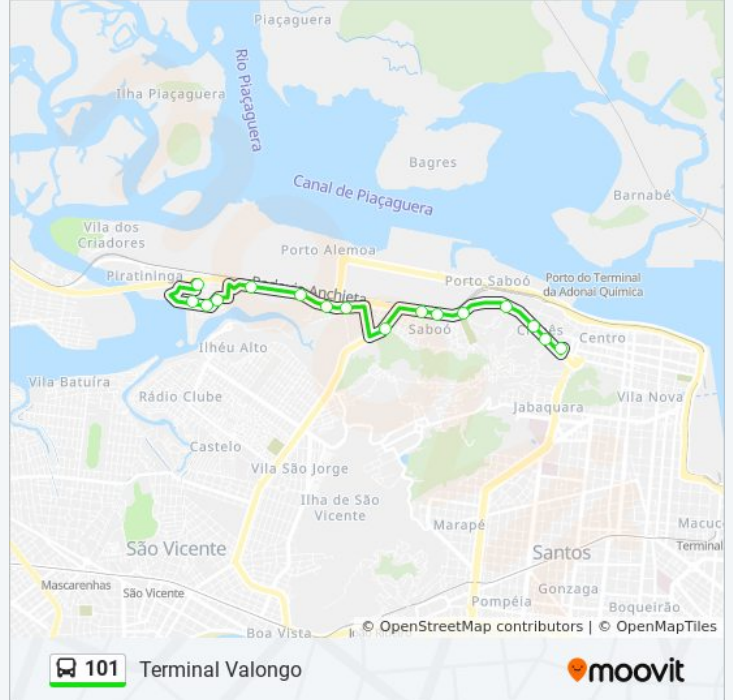 Piaçaguera
Rio Piaçaguera
Ilha Piaçaguera
Bagres
Canal de Piaçaguera
Barnabé
Vila dos
Criadores
Porto Alemoa
Piratininga
Anchieta
Porto Saboó
Porto do Terminal
da Adonai Química
Saboó
Centro
Ilhéu Alto
Vila Batuíra
Rádio Clube
Jabaquara
Vila Nova
Castelo
Vila São Jorge
Ilha de São
Vicente
Marapé
Macuc
São Vicente
Santos
Terminal
Mascarenhas
São Vicente
Gonzaga
Pompéia
Boqueirão
Boa Vista
© OpenStreetMap contributors | © OpenMapTiles
101 Terminal Valongo
moovit